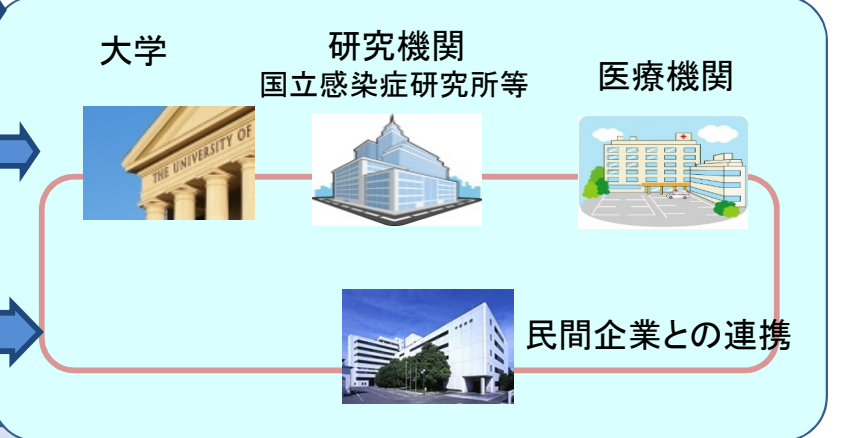 大学
研究機関
国立感染症研究所等
医療機関
THE UNIVERSITY OF
民間企業との連携